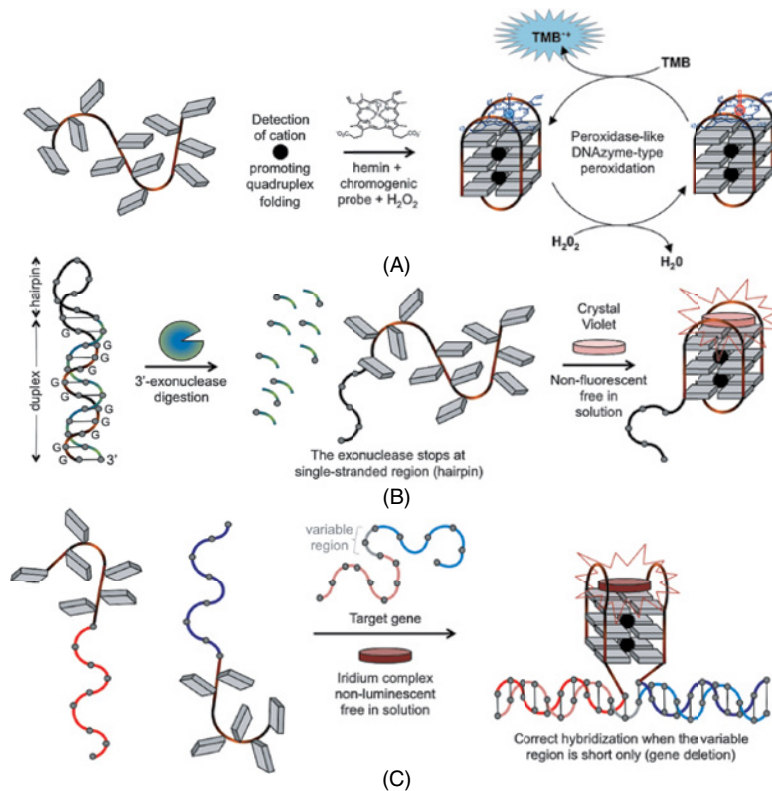 TMB•+
TMB
Detection
of cation
promoting
quadruplex
folding
hemin +
chromogenic
probe + H2O2
Peroxidase-like
DNAzyme-type
peroxidation
H2O2
H20
(A)
hairpin
duplex
G
G
G
G
G
G
G
G
3'
3'-exonuclease
digestion
The exonuclease stops at
single-stranded region (hairpin)
Crystal
Violet
Non-fluorescent
free in
solution
(B)
variable
region
Target gene
Iridium complex
non-luminescent
free in solution
Correct hybridization when the variable
region is short only (gene deletion)
(C)